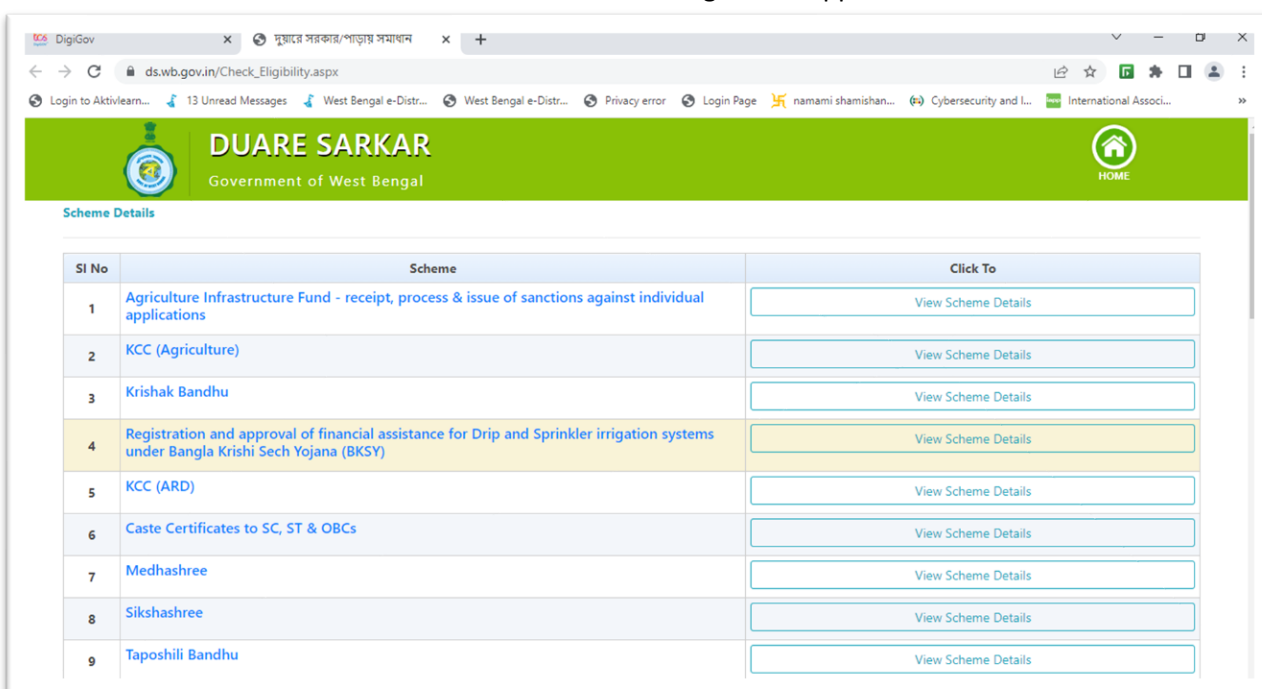 DigiGov
দুয়ারে সরকার/পাড়ায় সমাধান
ds.wb.gov.in/Check_Eligibility.aspx
Login to Aktivlearn...
13 Unread Messages
West Bengal e-Distr...
West Bengal e-Distr...
Privacy error
Login Page
namami shamishan...
Cybersecurity and I...
International Associ...
»
DUARE SARKAR
Government of West Bengal
HOME
Scheme Details
Sl No Scheme Click To
1 Agriculture Infrastructure Fund - receipt, process & issue of sanctions against individual
applications
View Scheme Details
2 KCC (Agriculture) View Scheme Details
3 Krishak Bandhu View Scheme Details
4 Registration and approval of financial assistance for Drip and Sprinkler irrigation systems
under Bangla Krishi Sech Yojana (BKSY)
View Scheme Details
5 KCC (ARD) View Scheme Details
6 Caste Certificates to SC, ST & OBCs View Scheme Details
7 Medhashree View Scheme Details
8 Sikshashree View Scheme Details
9 Taposhili Bandhu View Scheme Details